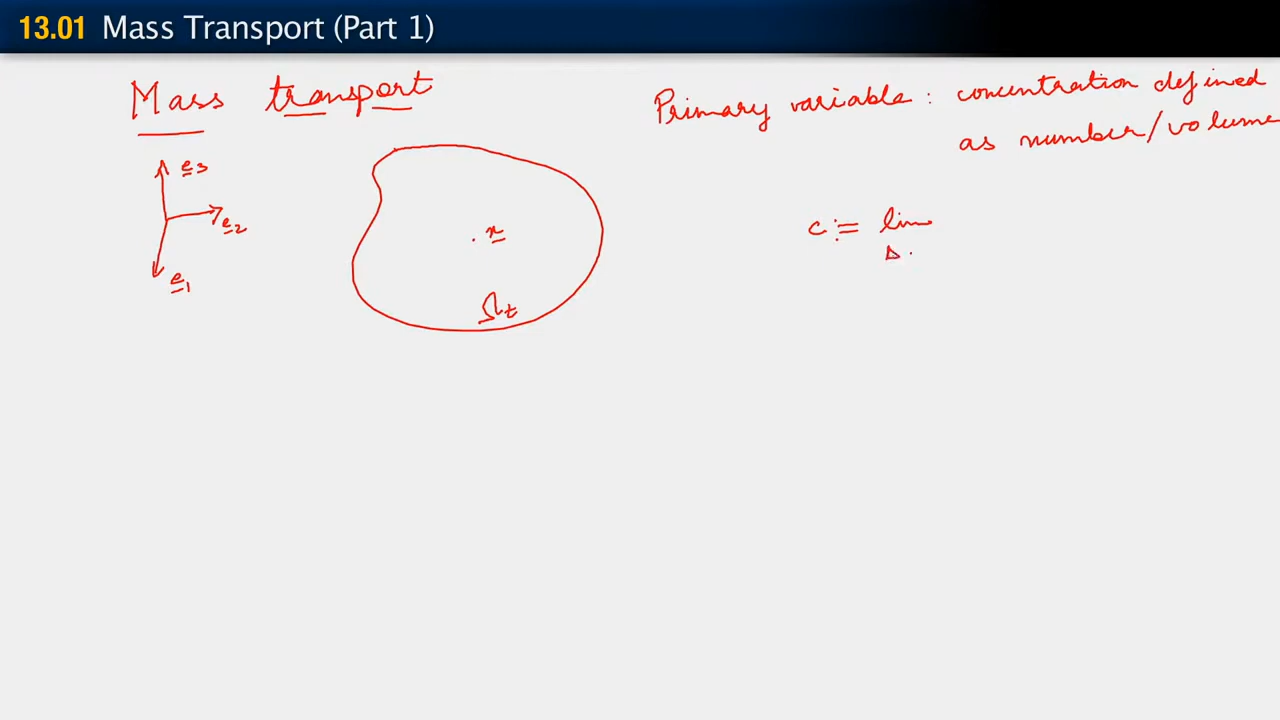 13.01 Mass Transport (Part 1)
Mass transport
Primary variable : concentration defined
as number/volume
e3
e2
e1
x
Ωt
c := lim
Δ